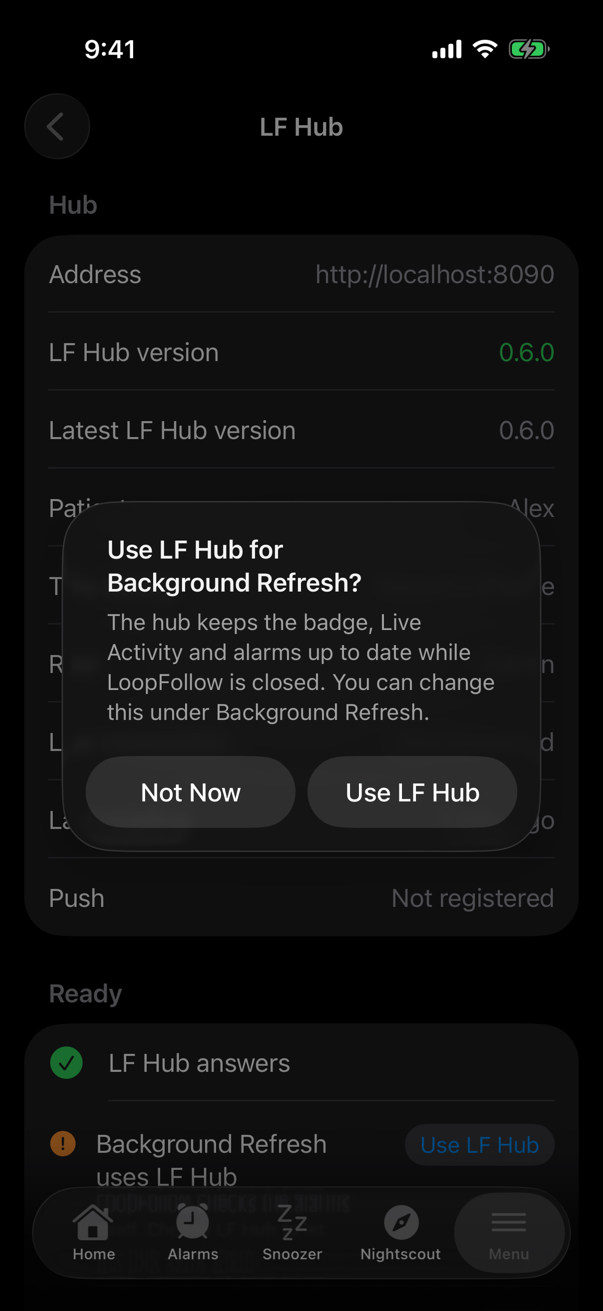 9:41
LF Hub
Hub
Address http://localhost:8090
LF Hub version 0.6.0
Latest LF Hub version 0.6.0
Alex
Use LF Hub for
Background Refresh?
The hub keeps the badge, Live
Activity and alarms up to date while
LoopFollow is closed. You can change
this under Background Refresh.
Not Now Use LF Hub
Push Not registered
Ready
LF Hub answers
Background Refresh
uses LF Hub
Use LF Hub
Home Alarms Snoozer Nightscout Menu